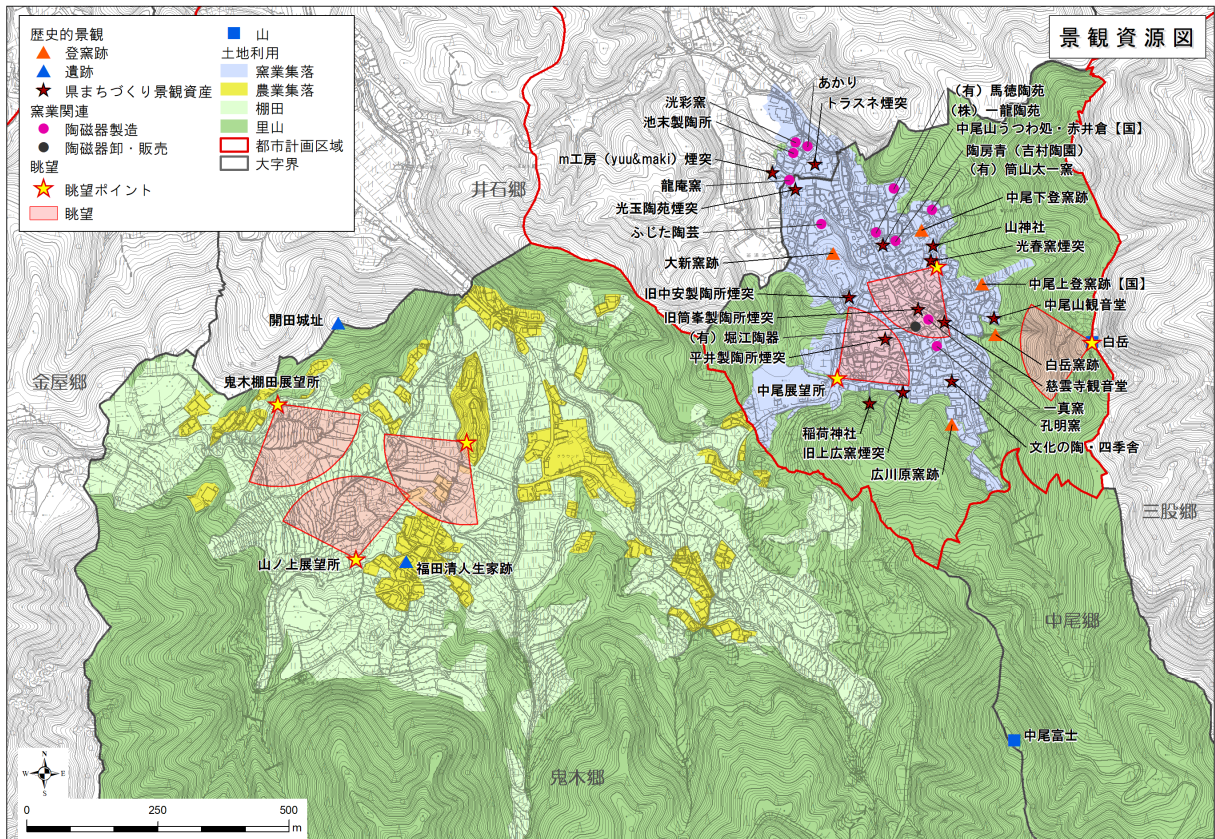 景観資源図
歴史的景観
登窯跡
遺跡
県まちづくり景観資産
窯業関連
陶磁器製造
陶磁器卸・販売
眺望
眺望ポイント
眺望
山
土地利用
窯業集落
農業集落
棚田
里山
都市計画区域
大字界
あかり
洸彩窯
トラスネ煙突
池末製陶所
m工房（yuu&maki）煙突
龍庵窯
光玉陶苑煙突
ふじた陶芸
大新窯跡
旧中安製陶所煙突
旧筒峯製陶所煙突
（有）堀江陶器
平井製陶所煙突
中尾展望所
稲荷神社
旧上広窯煙突
広川原窯跡
（有）馬徳陶苑
（株）一龍陶苑
中尾山うつわ処・赤井倉【国】
陶房青（吉村陶園）
（有）筒山太一窯
中尾下登窯跡
山神社
光春窯煙突
中尾上登窯跡【国】
中尾山観音堂
白岳
白岳窯跡
慈雲寺観音堂
一真窯
孔明窯
文化の陶・四季舎
井石郷
金屋郷
開田城址
鬼木棚田展望所
山ノ上展望所
福田清人生家跡
三股郷
中尾郷
中尾富士
鬼木郷
N
W
E
S
0
250
500
m